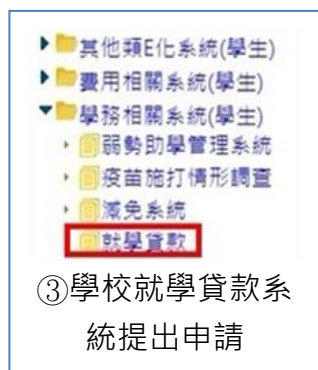 其他類E化系統(學生)
費用相關系統(學生)
學務相關系統(學生)
弱勢助學管理系統
疫苗施打情形調查
減免系統
就學貸款
③學校就學貸款系
統提出申請